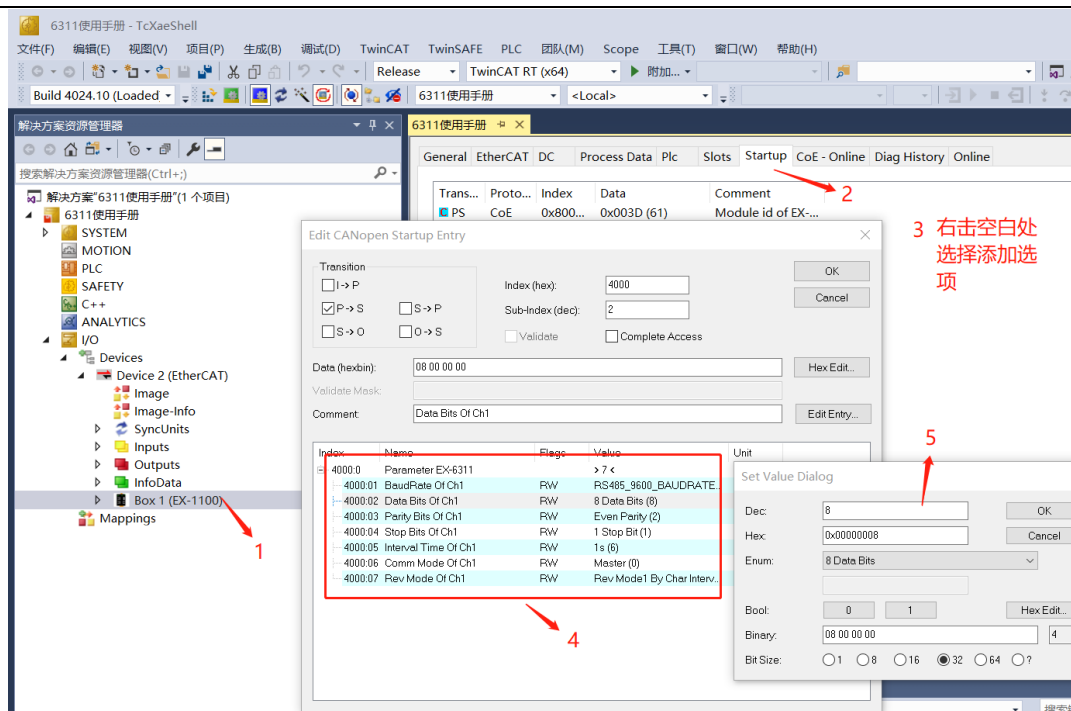 6311使用手册 - TcXaeShell
文件(F) 编辑(E) 视图(V) 项目(P) 生成(B) 调试(D) TwinCAT TwinSAFE PLC 团队(M) Scope 工具(T) 窗口(W) 帮助(H)
Release TwinCAT RT (x64) 附加...
Build 4024.10 (Loaded 6311使用手册 <Local>
解决方案资源管理器
搜索解决方案资源管理器(Ctrl+;)
解决方案"6311使用手册"(1 个项目)
6311使用手册
SYSTEM
MOTION
PLC
SAFETY
C++
ANALYTICS
I/O
Devices
Device 2 (EtherCAT)
Image
Image-Info
SyncUnits
Inputs
Outputs
InfoData
Box 1 (EX-1100)
Mappings
1
6311使用手册
General EtherCAT DC Process Data Plc Slots Startup CoE - Online Diag History Online
2
Trans... Proto... Index Data Comment
C PS CoE 0x800... 0x003D (61) Module id of EX-...
3 右击空白处
选择添加选
项
Edit CANopen Startup Entry
Transition
I -> P
P -> S S -> P
S -> O O -> S
Index (hex): 4000
Sub-Index (dec): 2
Validate Complete Access
OK
Cancel
Data (hexbin): 08 00 00 00 Hex Edit...
Validate Mask:
Comment: Data Bits Of Ch1 Edit Entry...
Index Name Flags Value Unit
4000:0 Parameter EX-6311 > 7 <
4000:01 BaudRate Of Ch1 RW RS485_9600_BAUDRATE...
4000:02 Data Bits Of Ch1 RW 8 Data Bits (8)
4000:03 Parity Bits Of Ch1 RW Even Parity (2)
4000:04 Stop Bits Of Ch1 RW 1 Stop Bit (1)
4000:05 Interval Time Of Ch1 RW 1s (6)
4000:06 Comm Mode Of Ch1 RW Master (0)
4000:07 Rev Mode Of Ch1 RW Rev Mode1 By Char Interv...
4
5
Set Value Dialog
Dec: 8 OK
Hex: 0x00000008 Cancel
Enum: 8 Data Bits
Bool: 0 1 Hex Edit...
Binary: 08 00 00 00 4
Bit Size: 1 8 16 32 64 ?